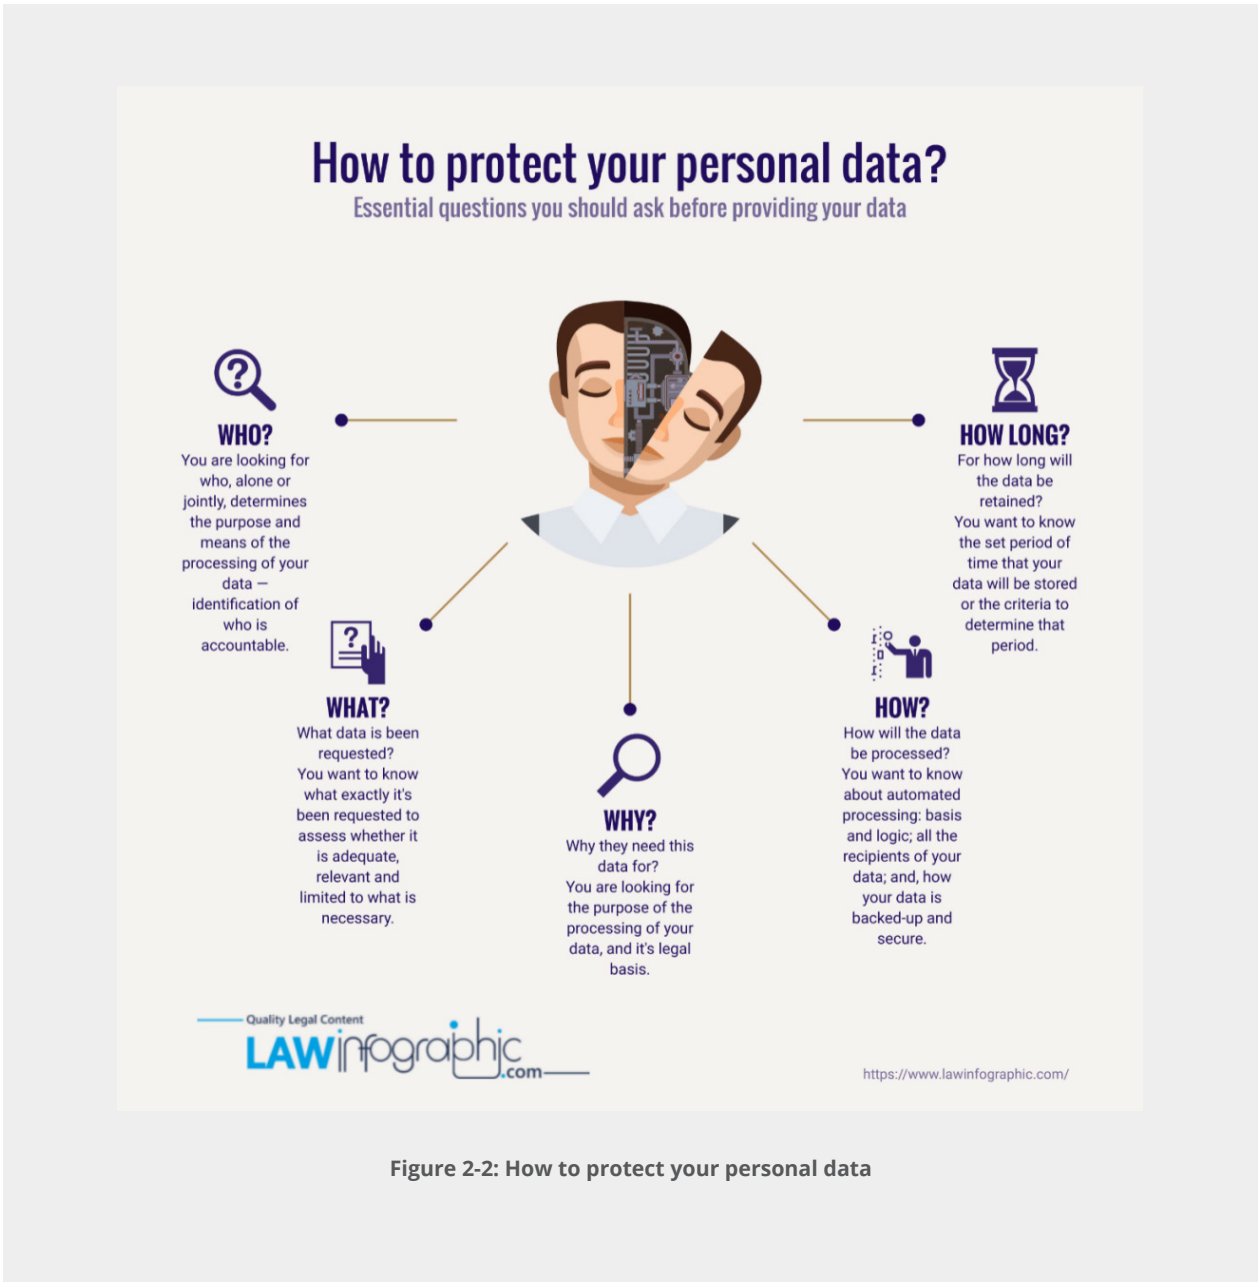 How to protect your personal data?
Essential questions you should ask before providing your data
WHO?
You are looking for
who, alone or
jointly, determines
the purpose and
means of the
processing of your
data –
identification of
who is
accountable.
WHAT?
What data is been
requested?
You want to know
what exactly it's
been requested to
assess whether it
is adequate,
relevant and
limited to what is
necessary.
WHY?
Why they need this
data for?
You are looking for
the purpose of the
processing of your
data, and it's legal
basis.
HOW?
How will the data
be processed?
You want to know
about automated
processing: basis
and logic; all the
recipients of your
data; and, how
your data is
backed-up and
secure.
HOW LONG?
For how long will
the data be
retained?
You want to know
the set period of
time that your
data will be stored
or the criteria to
determine that
period.
Quality Legal Content
LAWinfographic
.com
https://www.lawinfographic.com/
Figure 2-2: How to protect your personal data